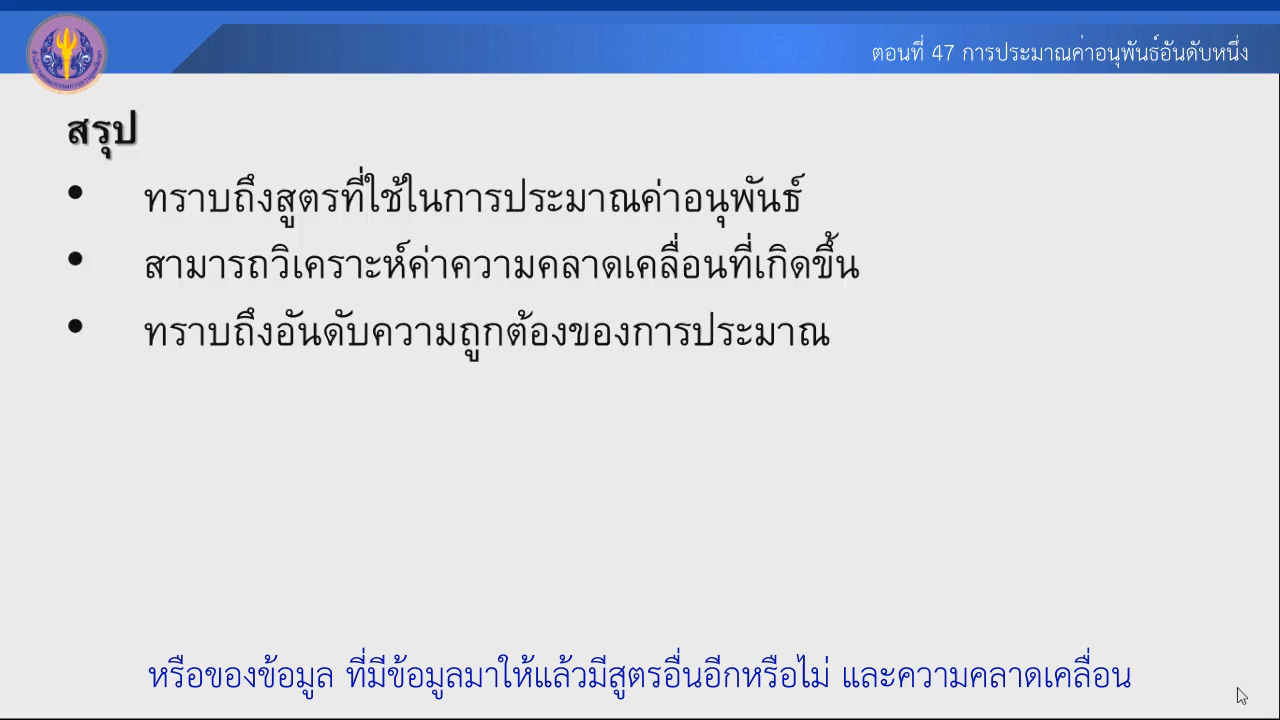 ตอนที่ 47 การประมาณค่าอนุพันธ์อันดับหนึ่ง
สรุป
• ทราบถึงสูตรที่ใช้ในการประมาณค่าอนุพันธ์
• สามารถวิเคราะห์ค่าความคลาดเคลื่อนที่เกิดขึ้น
• ทราบถึงอันดับความถูกต้องของการประมาณ
หรือของข้อมูล ที่มีข้อมูลมาให้แล้วมีสูตรอื่นอีกหรือไม่ และความคลาดเคลื่อน